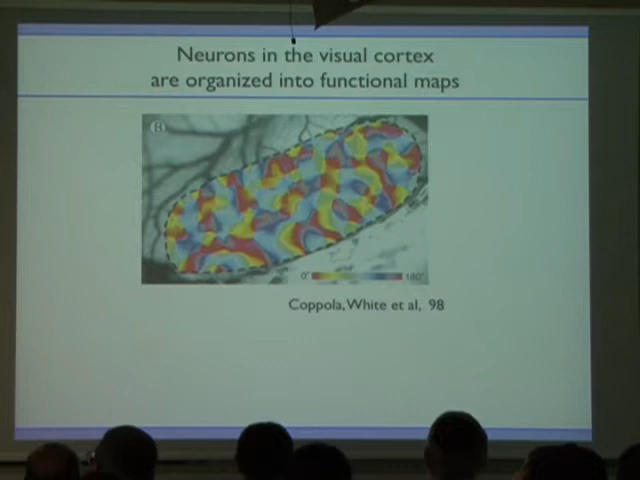 Neurons in the visual cortex
are organized into functional maps
B
0° 180°
Coppola, White et al, 98